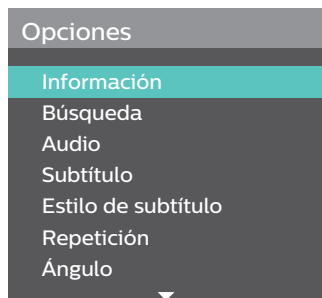 Opciones
Información
Búsqueda
Audio
Subtítulo
Estilo de subtítulo
Repetición
Ángulo